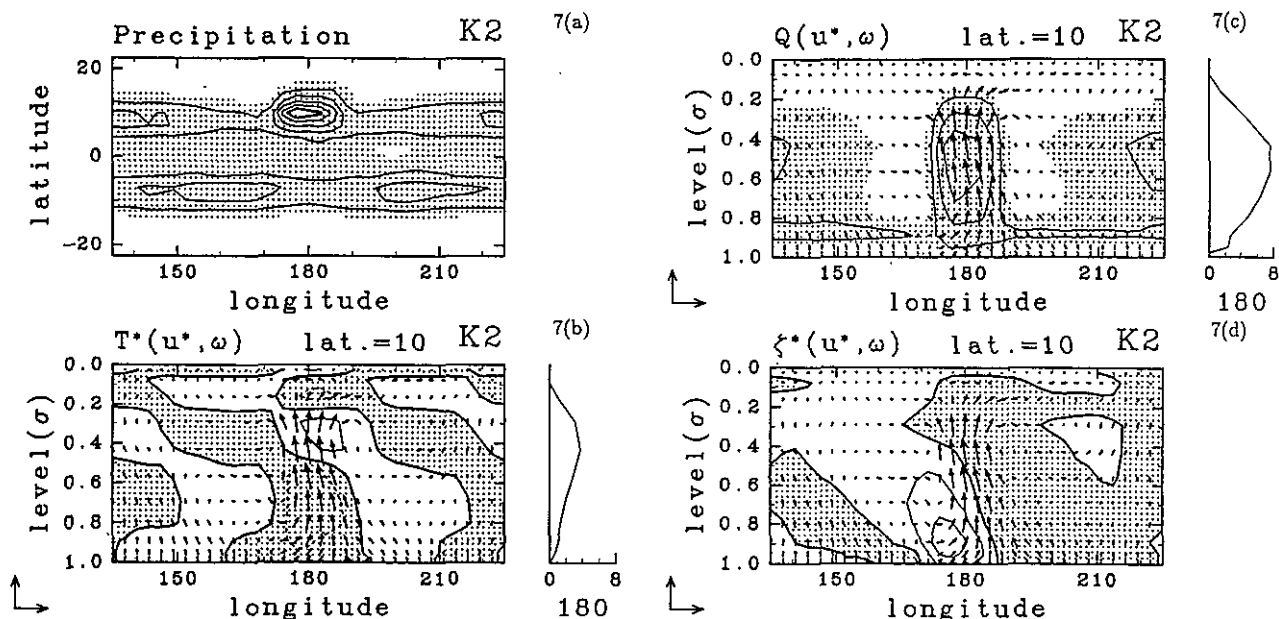 Precipitation K2 7(a)
20
0
-20
latitude
150 180 210
longitude
Q(u*,ω) lat.=10 K2 7(c)
0.0
0.2
0.4
0.6
0.8
1.0
level(σ)
150 180 210
longitude
0 8
180
T*(u*,ω) lat.=10 K2 7(b)
0.0
0.2
0.4
0.6
0.8
1.0
level(σ)
150 180 210
longitude
0 8
180
ζ*(u*,ω) lat.=10 K2 7(d)
0.0
0.2
0.4
0.6
0.8
1.0
level(σ)
150 180 210
longitude